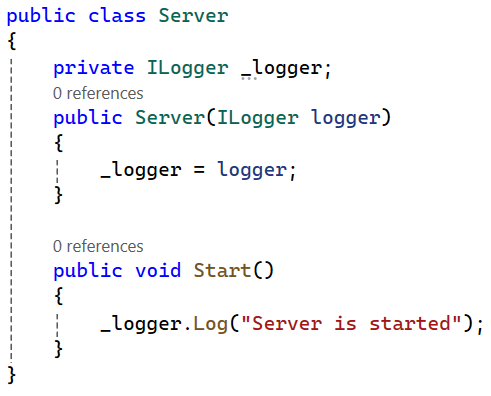 public class Server
{
    private ILogger _logger;
    0 references
    public Server(ILogger logger)
    {
        _logger = logger;
    }

    0 references
    public void Start()
    {
        _logger.Log("Server is started");
    }
}